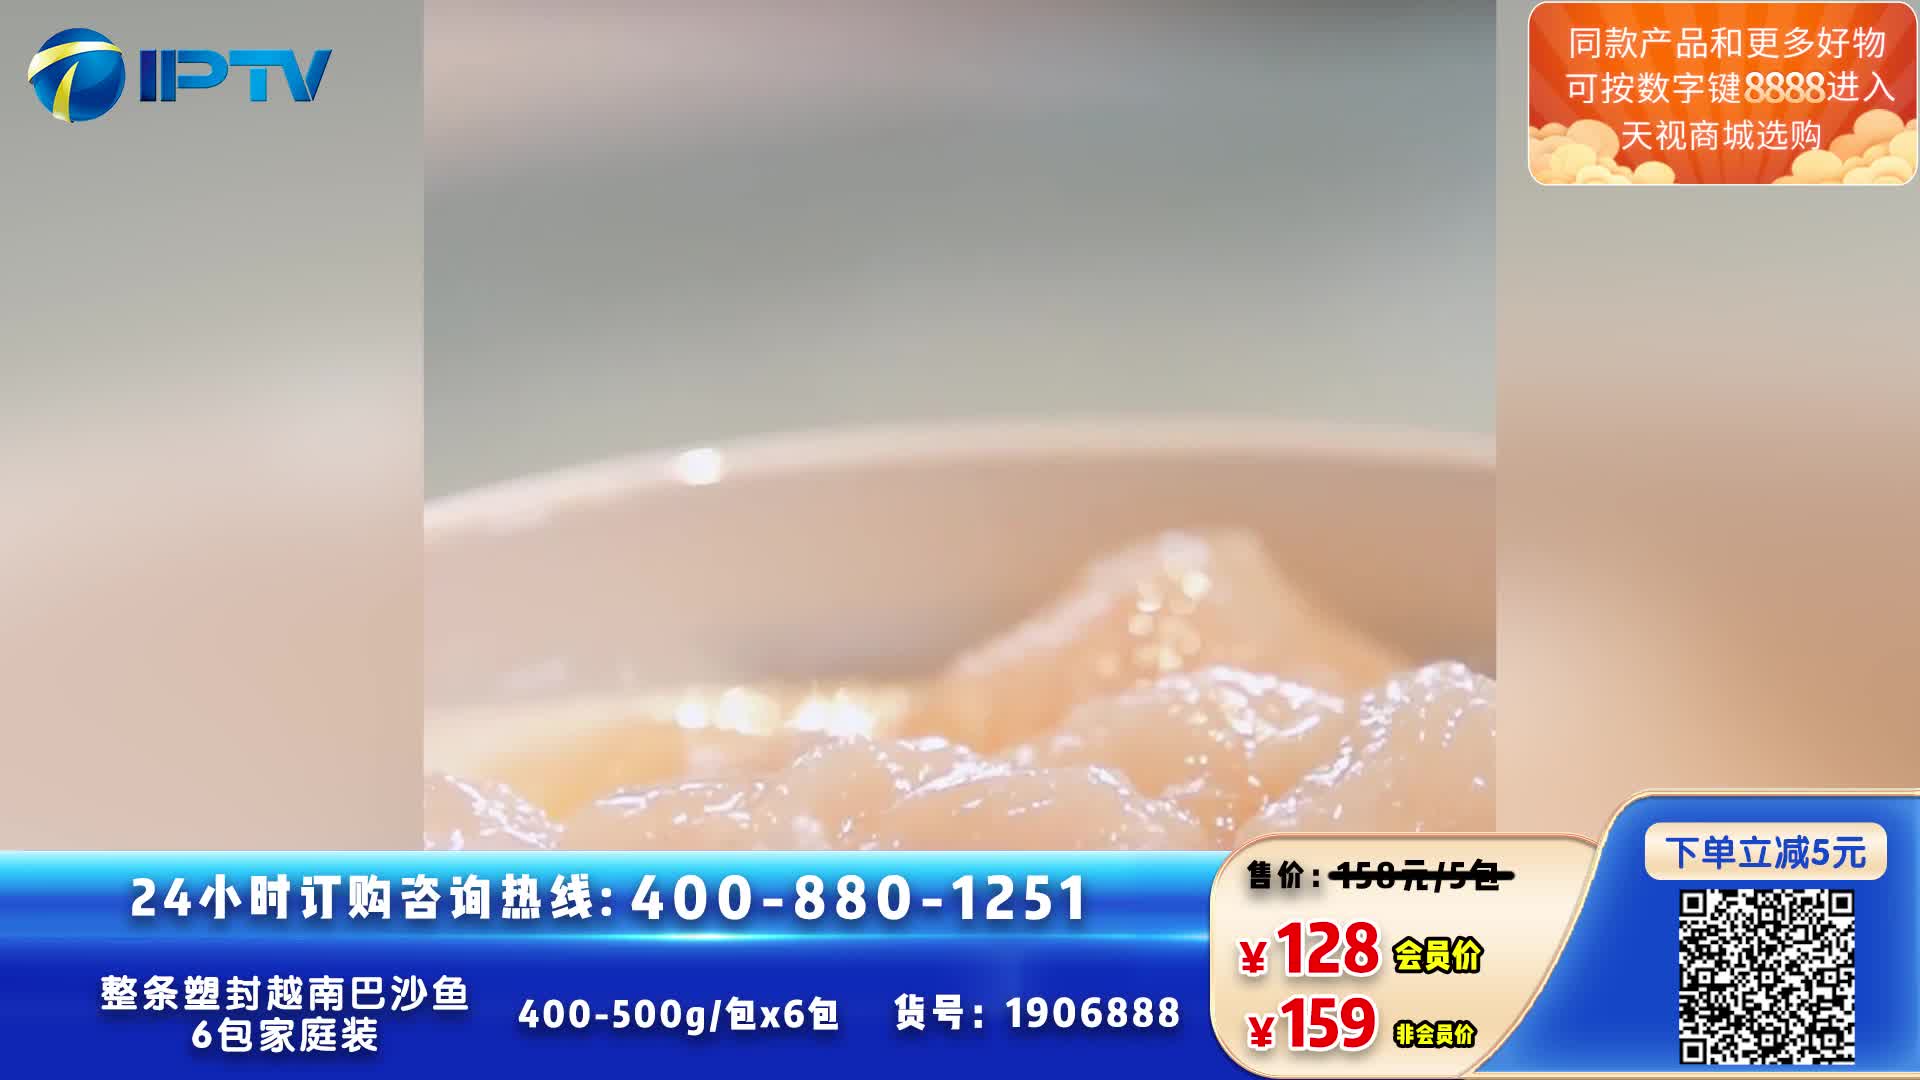 IPTV
同款产品和更多好物
可按数字键8888进入
天视商城选购
24小时订购咨询热线:400-880-1251
整条塑封越南巴沙鱼
6包家庭装
400-500g/包x6包
货号：1906888
售价：158元/5包
¥128 会员价
¥159 非会员价
下单立减5元